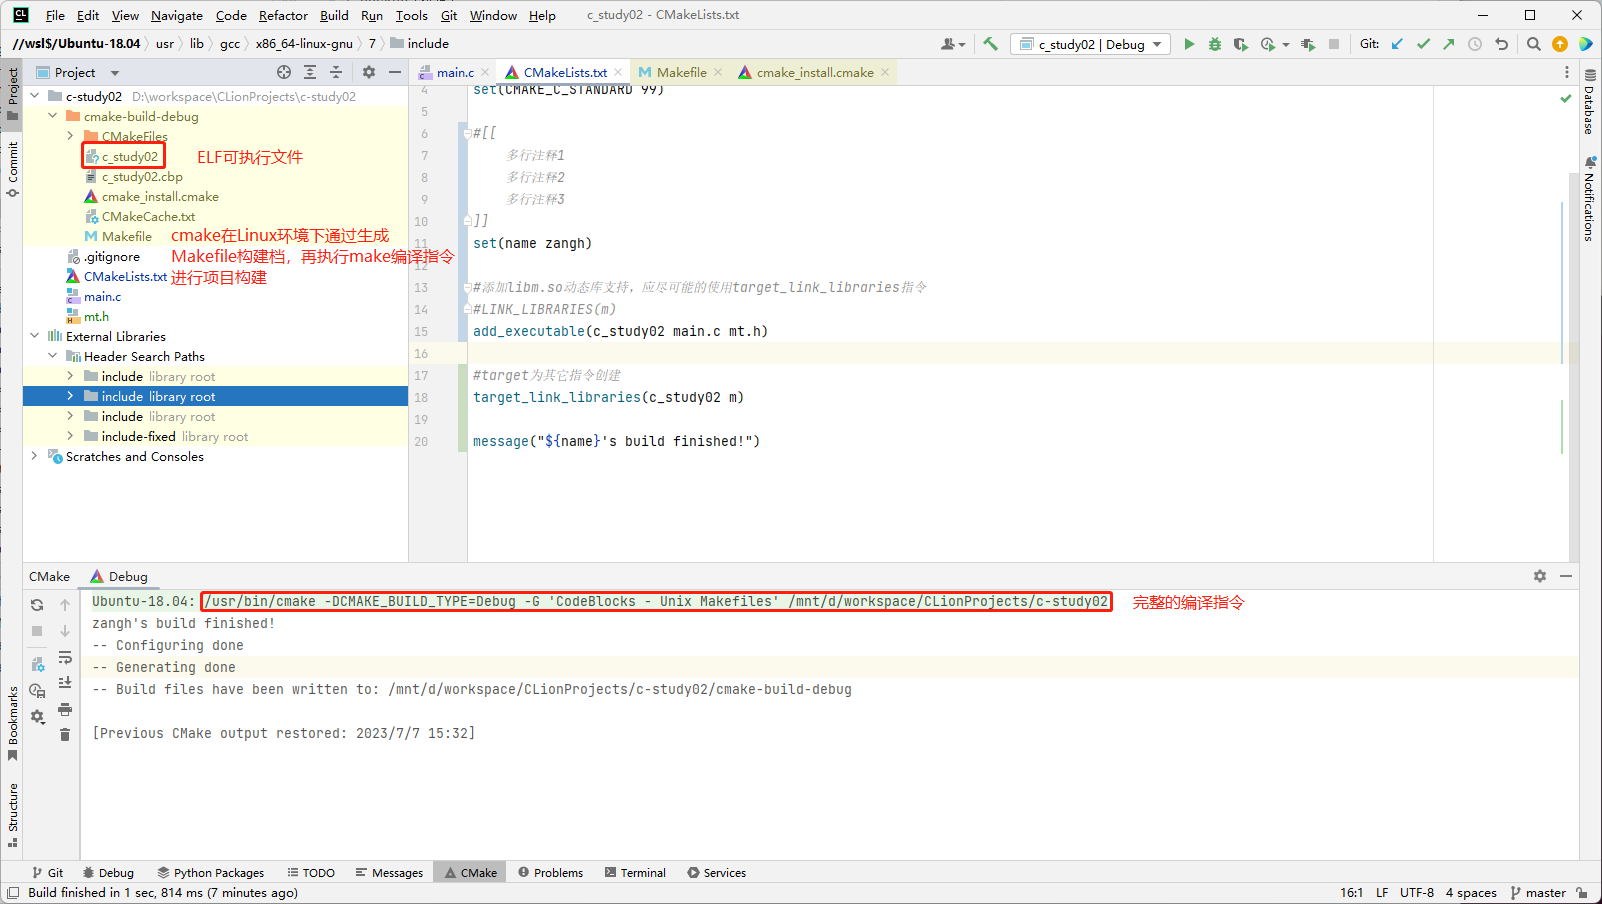 File Edit View Navigate Code Refactor Build Run Tools Git Window Help c_study02 - CMakeLists.txt
//wsl$/Ubuntu-18.04 usr lib gcc x86_64-linux-gnu 7 include c_study02 | Debug Git:
Project main.c CMakeLists.txt Makefile cmake_install.cmake
Project
Commit
Bookmarks
Structure
Database
Notifications
c-study02 D:\workspace\CLionProjects\c-study02
cmake-build-debug
CMakeFiles
c_study02 ELF可执行文件
c_study02.cbp
cmake_install.cmake
CMakeCache.txt
Makefile cmake在Linux环境下通过生成
.gitignore Makefile构建档，再执行make编译指令
CMakeLists.txt 进行项目构建
main.c
mt.h
External Libraries
Header Search Paths
include library root
include library root
include library root
include-fixed library root
Scratches and Consoles
4 set(CMAKE_C_STANDARD 99)
5
6 #[[
7 多行注释1
8 多行注释2
9 多行注释3
10 ]]
11 set(name zangh)
12
13 #添加libm.so动态库支持，应尽可能的使用target_link_libraries指令
14 #LINK_LIBRARIES(m)
15 add_executable(c_study02 main.c mt.h)
16
17 #target为其它指令创建
18 target_link_libraries(c_study02 m)
19
20 message("${name}'s build finished!")
CMake Debug
Ubuntu-18.04: /usr/bin/cmake -DCMAKE_BUILD_TYPE=Debug -G 'CodeBlocks - Unix Makefiles' /mnt/d/workspace/CLionProjects/c-study02 完整的编译指令
zangh's build finished!
-- Configuring done
-- Generating done
-- Build files have been written to: /mnt/d/workspace/CLionProjects/c-study02/cmake-build-debug
[Previous CMake output restored: 2023/7/7 15:32]
Git Debug Python Packages TODO Messages CMake Problems Terminal Services
Build finished in 1 sec, 814 ms (7 minutes ago) 16:1 LF UTF-8 4 spaces master